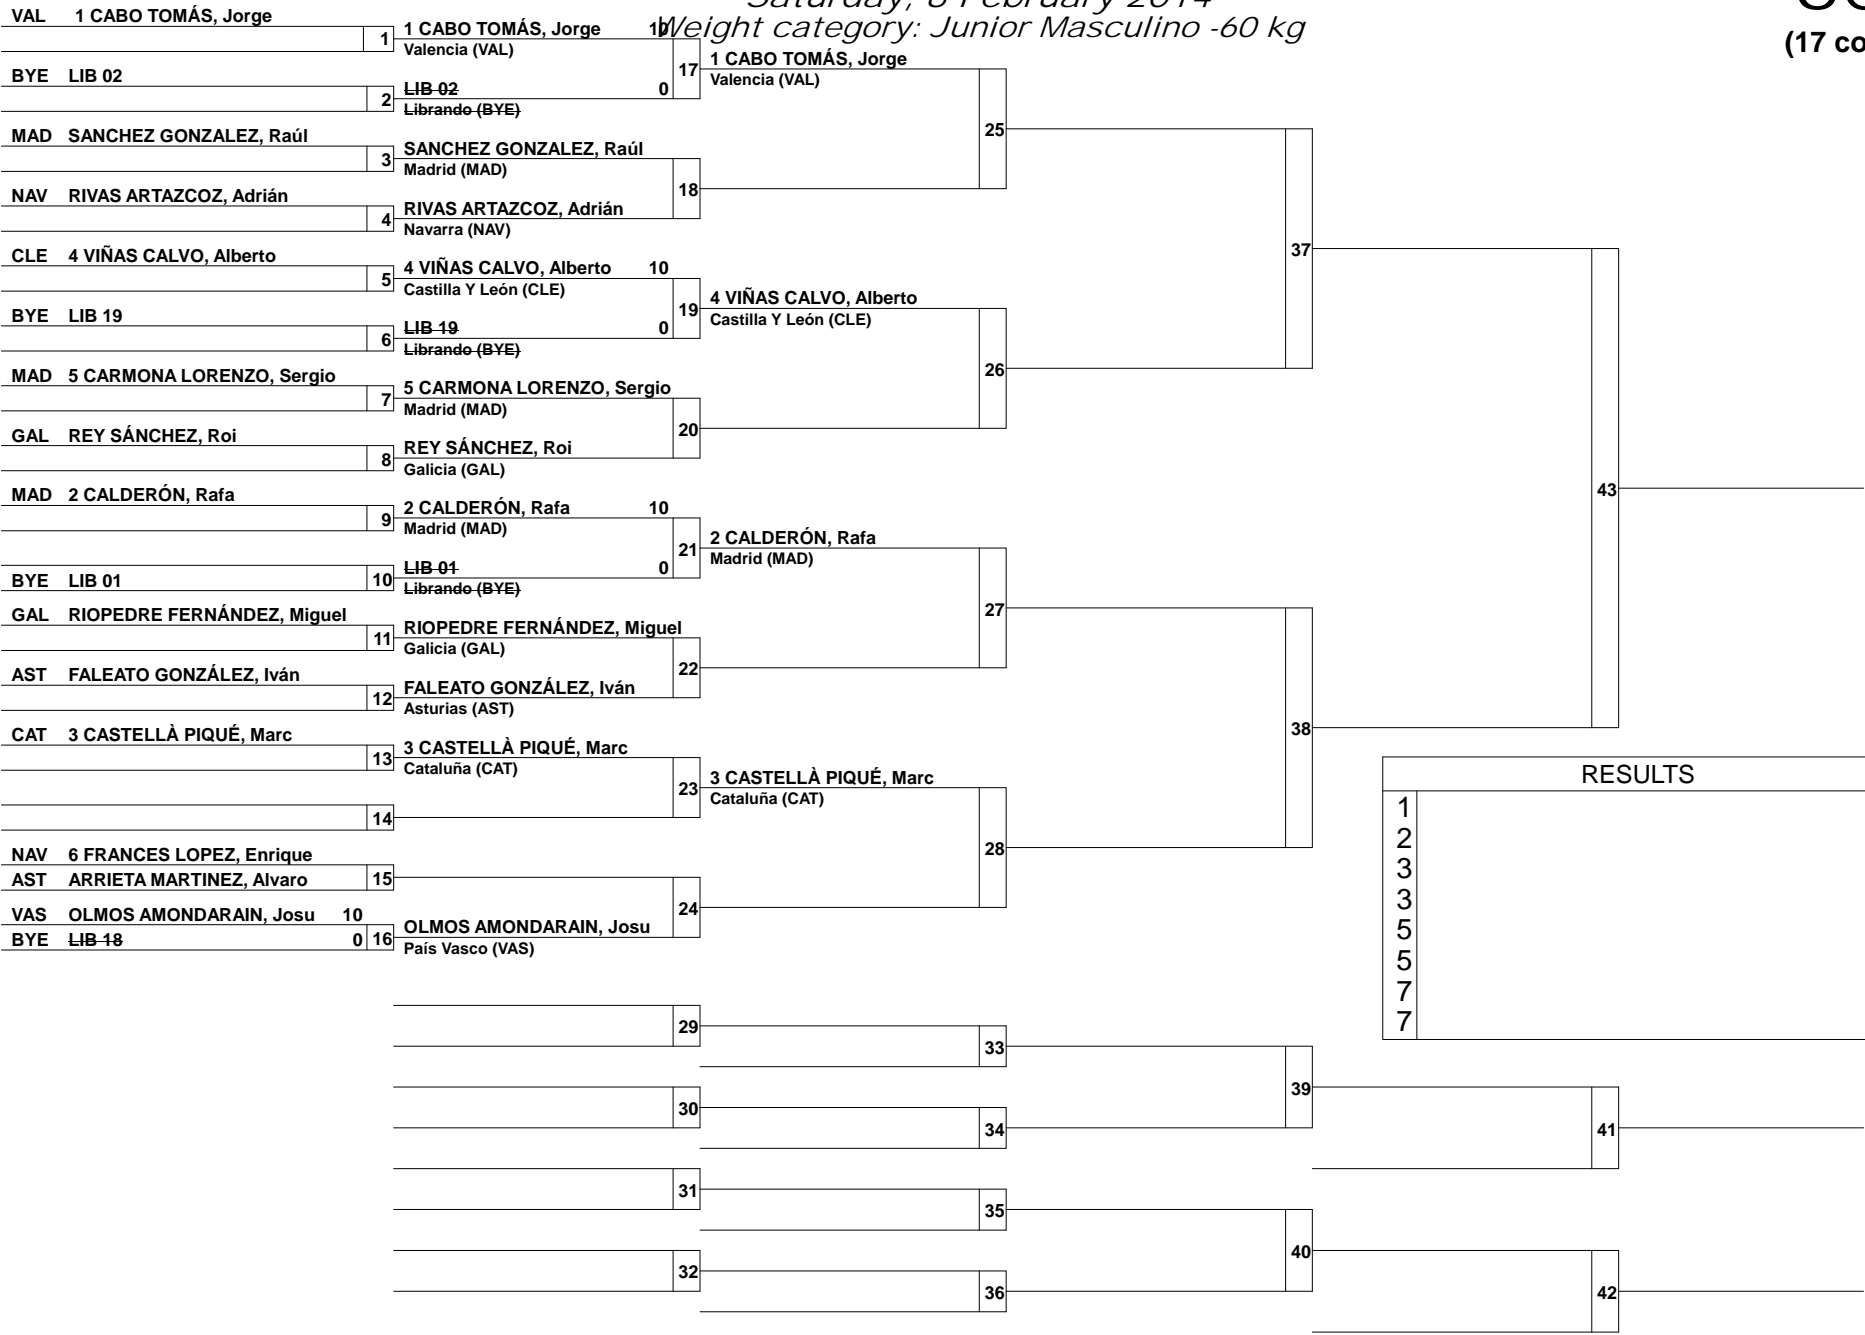 Saturday, 8 February 2014
Weight category: Junior Masculino -60 kg
(17 co
VAL 1 CABO TOMÁS, Jorge
1
BYE LIB 02
2
MAD SANCHEZ GONZALEZ, Raúl
3
NAV RIVAS ARTAZCOZ, Adrián
4
CLE 4 VIÑAS CALVO, Alberto
5
BYE LIB 19
6
MAD 5 CARMONA LORENZO, Sergio
7
GAL REY SÁNCHEZ, Roi
8
MAD 2 CALDERÓN, Rafa
9
BYE LIB 01
10
GAL RIOPEDRE FERNÁNDEZ, Miguel
11
AST FALEATO GONZÁLEZ, Iván
12
CAT 3 CASTELLÀ PIQUÉ, Marc
13
14
NAV 6 FRANCES LOPEZ, Enrique
AST ARRIETA MARTINEZ, Alvaro
15
VAS OLMOS AMONDARAIN, Josu 10
BYE LIB 18 0
16
1 CABO TOMÁS, Jorge 10
Valencia (VAL)
17
LIB 02 0
Librando (BYE)
SANCHEZ GONZALEZ, Raúl
Madrid (MAD)
18
RIVAS ARTAZCOZ, Adrián
Navarra (NAV)
4 VIÑAS CALVO, Alberto 10
Castilla Y León (CLE)
19
LIB 19 0
Librando (BYE)
5 CARMONA LORENZO, Sergio
Madrid (MAD)
20
REY SÁNCHEZ, Roi
Galicia (GAL)
2 CALDERÓN, Rafa 10
Madrid (MAD)
21
LIB 01 0
Librando (BYE)
RIOPEDRE FERNÁNDEZ, Miguel
Galicia (GAL)
22
FALEATO GONZÁLEZ, Iván
Asturias (AST)
3 CASTELLÀ PIQUÉ, Marc
Cataluña (CAT)
23
24
OLMOS AMONDARAIN, Josu
País Vasco (VAS)
1 CABO TOMÁS, Jorge
Valencia (VAL)
25
4 VIÑAS CALVO, Alberto
Castilla Y León (CLE)
26
2 CALDERÓN, Rafa
Madrid (MAD)
27
3 CASTELLÀ PIQUÉ, Marc
Cataluña (CAT)
28
37
38
43
RESULTS
1
2
3
3
5
5
7
7
29
30
31
32
33
34
35
36
39
40
41
42